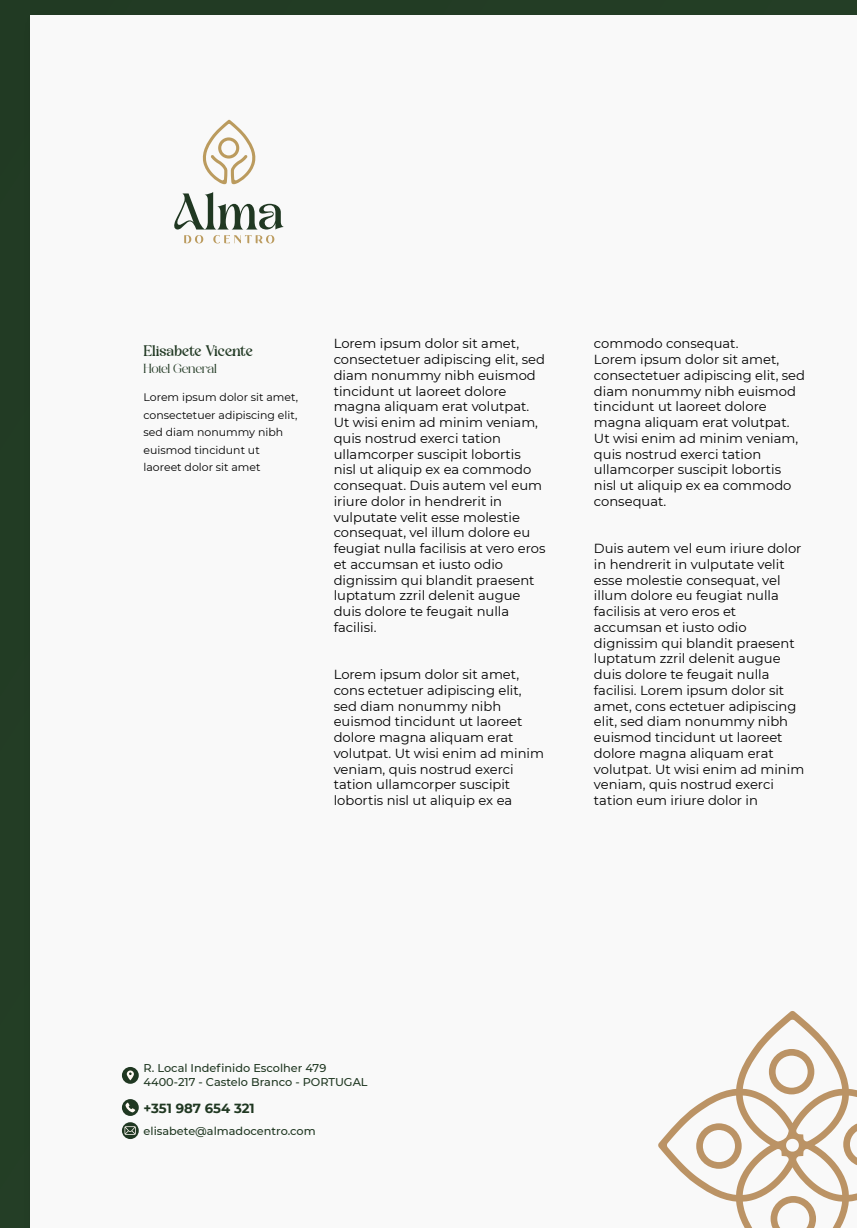 Alma
DO CENTRO
Elisabete Vicente
Hotel General
Lorem ipsum dolor sit amet,
consectetuer adipiscing elit,
sed diam nonummy nibh
euismod tincidunt ut
laoreet dolor sit amet
Lorem ipsum dolor sit amet,
consectetuer adipiscing elit, sed
diam nonummy nibh euismod
tincidunt ut laoreet dolore
magna aliquam erat volutpat.
Ut wisi enim ad minim veniam,
quis nostrud exerci tation
ullamcorper suscipit lobortis
nisl ut aliquip ex ea commodo
consequat. Duis autem vel eum
iriure dolor in hendrerit in
vulputate velit esse molestie
consequat, vel illum dolore eu
feugiat nulla facilisis at vero eros
et accumsan et iusto odio
dignissim qui blandit praesent
luptatum zzril delenit augue
duis dolore te feugait nulla
facilisi.
Lorem ipsum dolor sit amet,
cons ectetuer adipiscing elit,
sed diam nonummy nibh
euismod tincidunt ut laoreet
dolore magna aliquam erat
volutpat. Ut wisi enim ad minim
veniam, quis nostrud exerci
tation ullamcorper suscipit
lobortis nisl ut aliquip ex ea
commodo consequat.
Lorem ipsum dolor sit amet,
consectetuer adipiscing elit, sed
diam nonummy nibh euismod
tincidunt ut laoreet dolore
magna aliquam erat volutpat.
Ut wisi enim ad minim veniam,
quis nostrud exerci tation
ullamcorper suscipit lobortis
nisl ut aliquip ex ea commodo
consequat.
Duis autem vel eum iriure dolor
in hendrerit in vulputate velit
esse molestie consequat, vel
illum dolore eu feugiat nulla
facilisis at vero eros et
accumsan et iusto odio
dignissim qui blandit praesent
luptatum zzril delenit augue
duis dolore te feugait nulla
facilisi. Lorem ipsum dolor sit
amet, cons ectetuer adipiscing
elit, sed diam nonummy nibh
euismod tincidunt ut laoreet
dolore magna aliquam erat
volutpat. Ut wisi enim ad minim
veniam, quis nostrud exerci
tation eum iriure dolor in
R. Local Indefinido Escolher 479
4400-217 - Castelo Branco - PORTUGAL
+351 987 654 321
elisabete@almadocentro.com